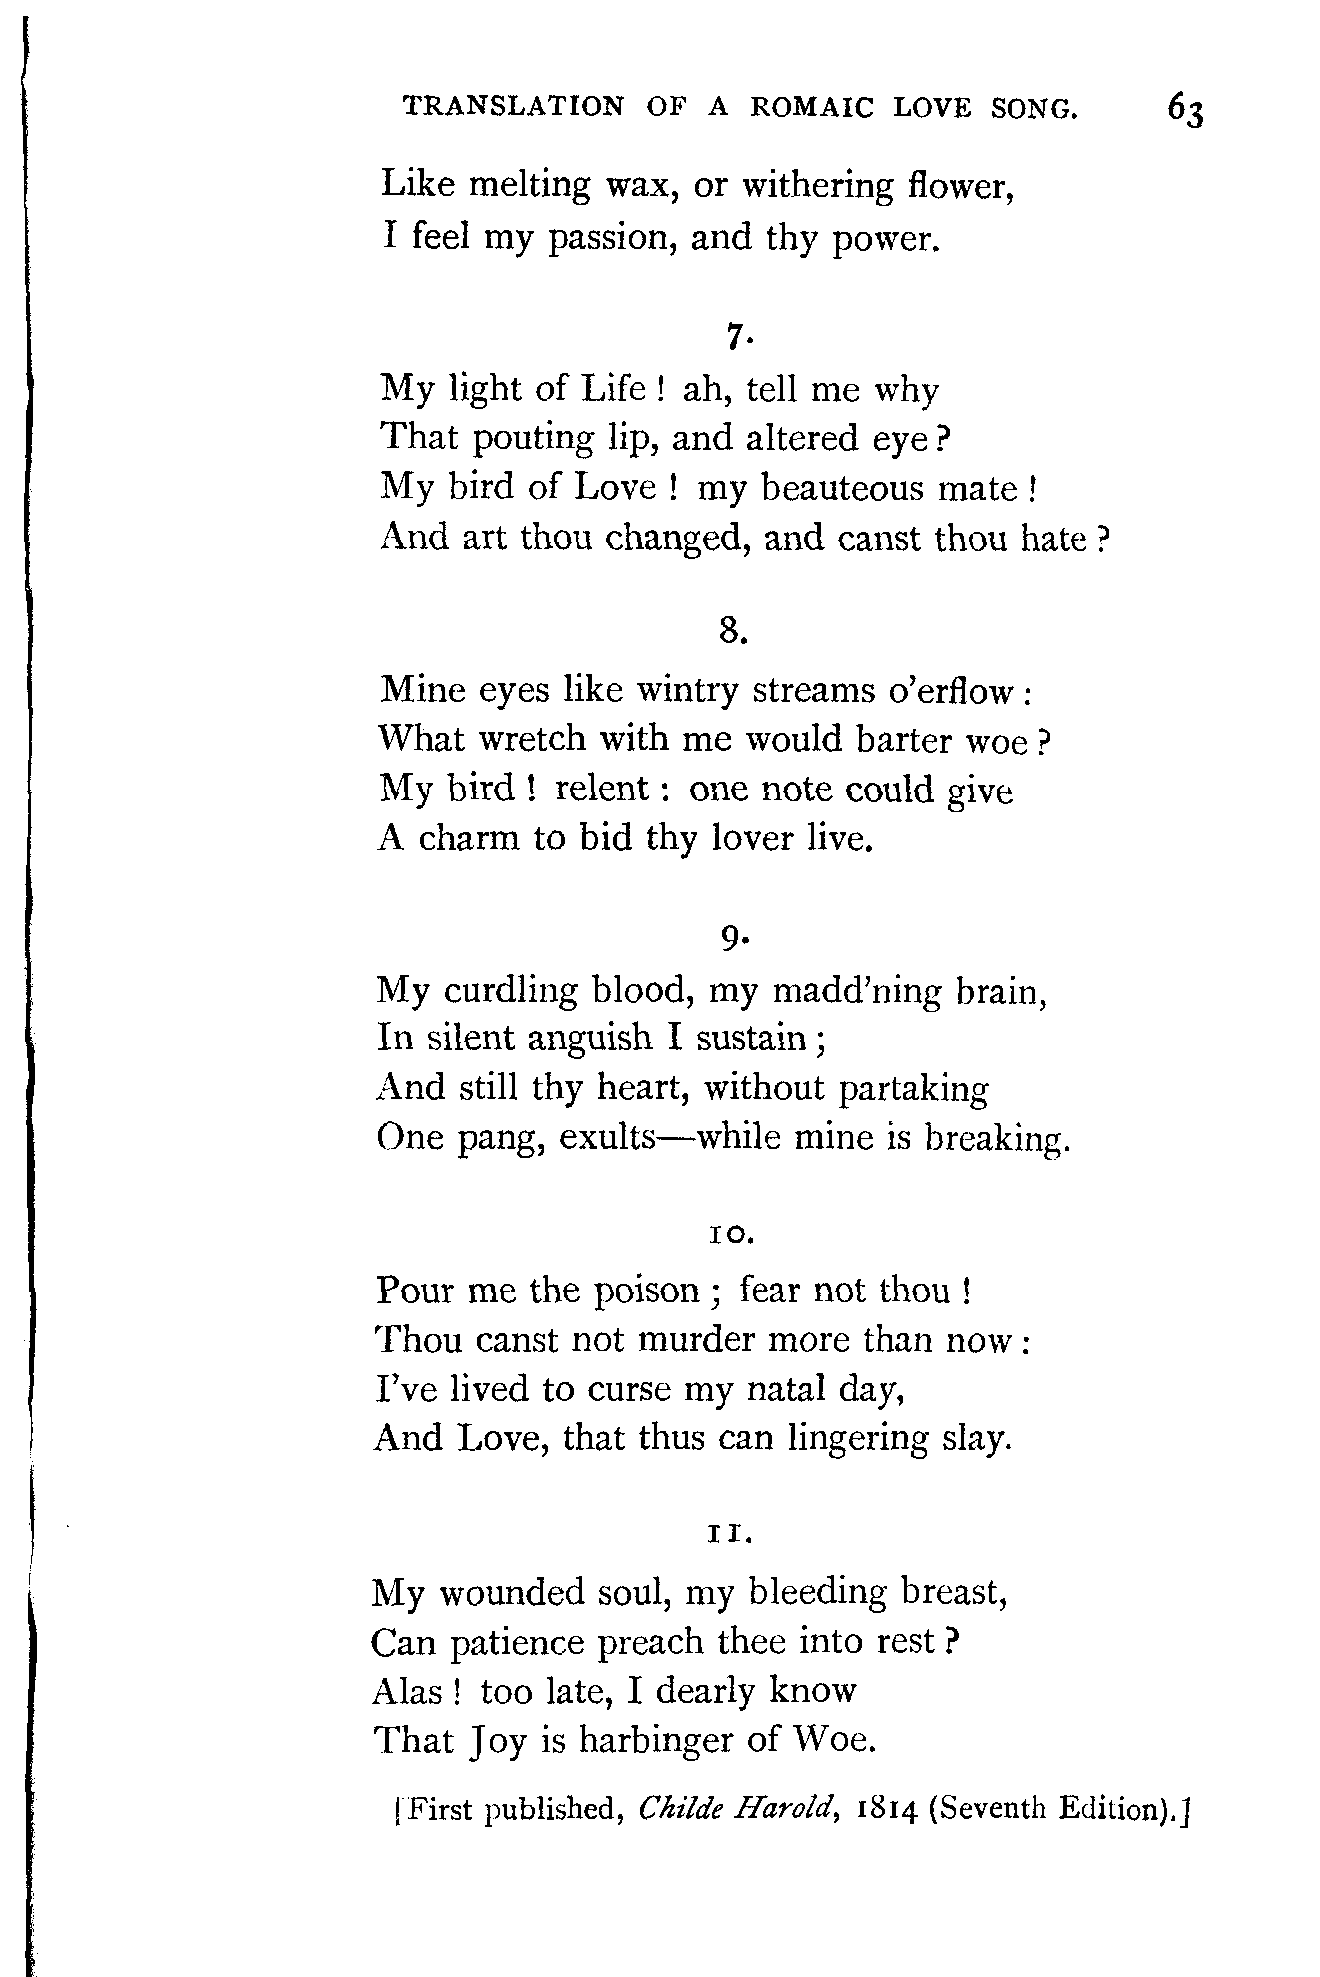 TRANSLATION OF A ROMAIC LOVE SONG. 63
Like melting wax, or withering flower,
I feel my passion, and thy power.
7.
My light of Life ! ah, tell me why
That pouting lip, and altered eye ?
My bird of Love ! my beauteous mate !
And art thou changed, and canst thou hate ?
8.
Mine eyes like wintry streams o'erflow :
What wretch with me would barter woe ?
My bird ! relent : one note could give
A charm to bid thy lover live.
9.
My curdling blood, my madd'ning brain,
In silent anguish I sustain ;
And still thy heart, without partaking
One pang, exults—while mine is breaking.
10.
Pour me the poison ; fear not thou !
Thou canst not murder more than now :
I've lived to curse my natal day,
And Love, that thus can lingering slay.
11.
My wounded soul, my bleeding breast,
Can patience preach thee into rest ?
Alas ! too late, I dearly know
That Joy is harbinger of Woe.
[First published, Childe Harold, 1814 (Seventh Edition).]